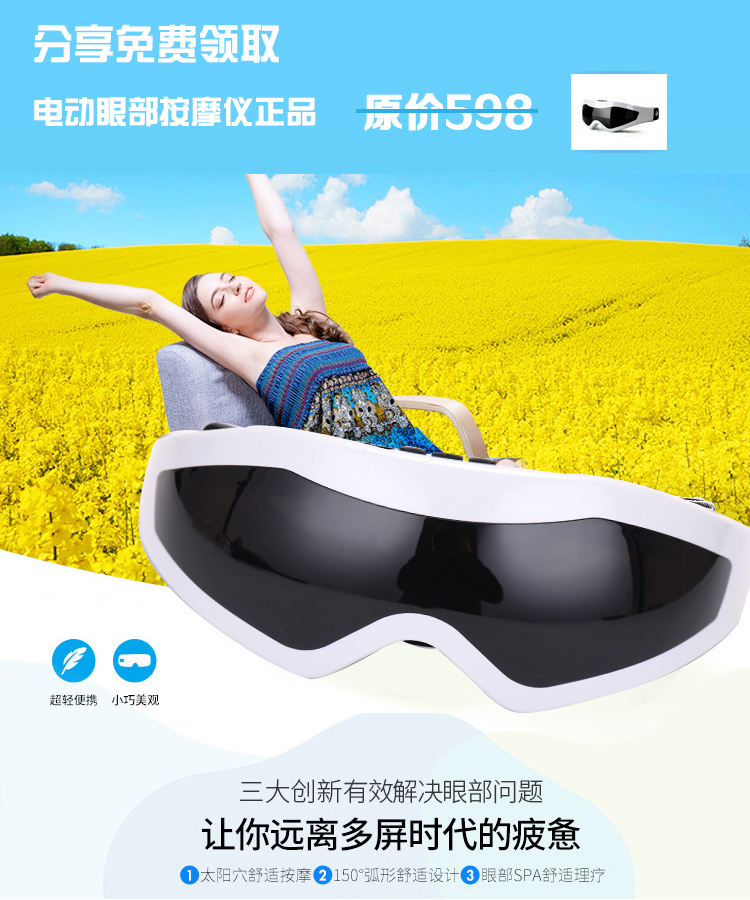 分享免费领取
电动眼部按摩仪正品 原价598
超轻便携 小巧美观
三大创新有效解决眼部问题
让你远离多屏时代的疲惫
1太阳穴舒适按摩 2 150°弧形舒适设计 3眼部SPA舒适理疗